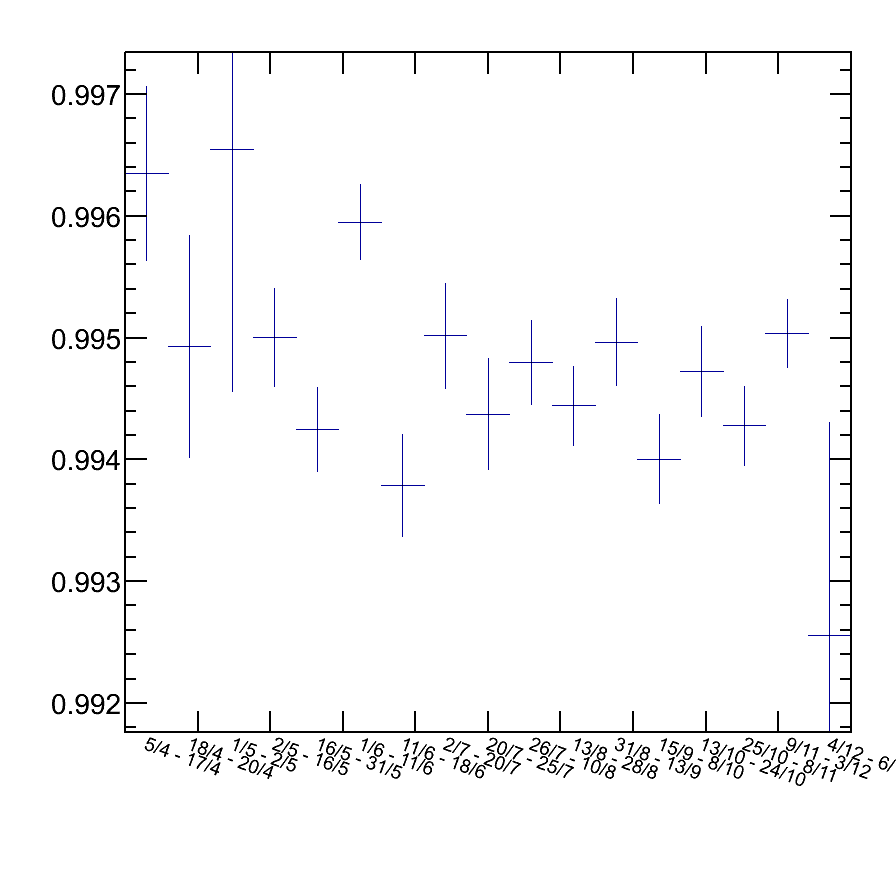 0.997
0.996
0.995
0.994
0.993
0.992
5/4 - 17/4
18/4 - 20/4
1/5 - 2/5
2/5 - 16/5
16/5 - 31/5
1/6 - 11/6
11/6 - 18/6
2/7 - 20/7
20/7 - 25/7
26/7 - 10/8
13/8 - 28/8
31/8 - 13/9
15/9 - 8/10
13/10 - 24/10
25/10 - 8/11
9/11 - 3/12
4/12 - 6/